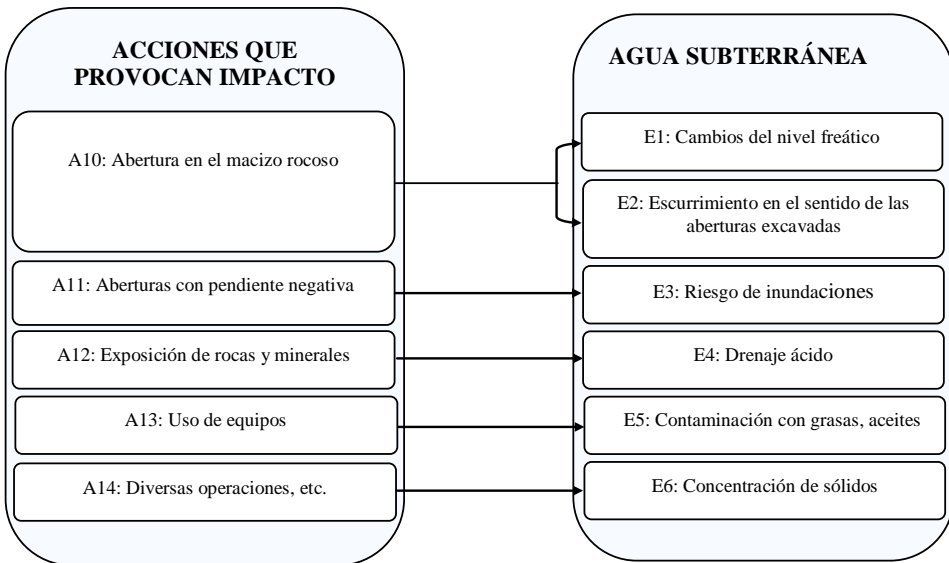 ACCIONES QUE
PROVOCAN IMPACTO
A10: Abertura en el macizo rocoso
A11: Aberturas con pendiente negativa
A12: Exposición de rocas y minerales
A13: Uso de equipos
A14: Diversas operaciones, etc.
AGUA SUBTERRÁNEA
E1: Cambios del nivel freático
E2: Escurrimiento en el sentido de las
aberturas excavadas
E3: Riesgo de inundaciones
E4: Drenaje ácido
E5: Contaminación con grasas, aceites
E6: Concentración de sólidos